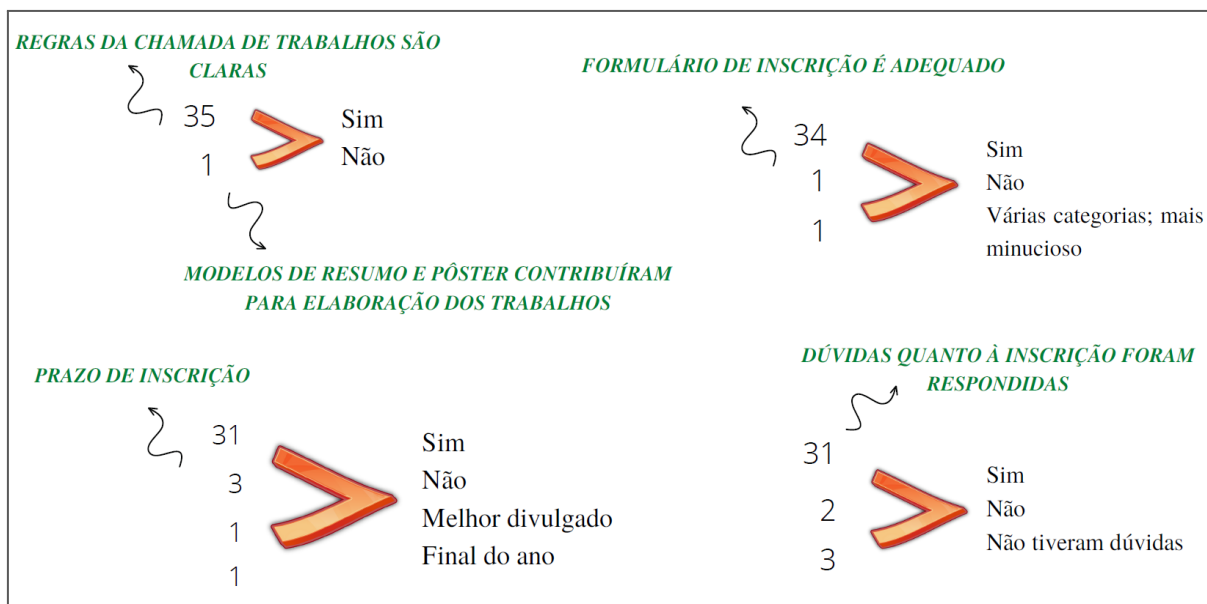 REGRAS DA CHAMADA DE TRABALHOS SÃO
CLARAS
35 Sim
1 Não
MODELOS DE RESUMO E PÔSTER CONTRIBUÍRAM
PARA ELABORAÇÃO DOS TRABALHOS
FORMULÁRIO DE INSCRIÇÃO É ADEQUADO
34 Sim
1 Não
1 Várias categorias; mais
minucioso
PRAZO DE INSCRIÇÃO
31 Sim
3 Não
1 Melhor divulgado
1 Final do ano
DÚVIDAS QUANTO À INSCRIÇÃO FORAM
RESPONDIDAS
31 Sim
2 Não
3 Não tiveram dúvidas